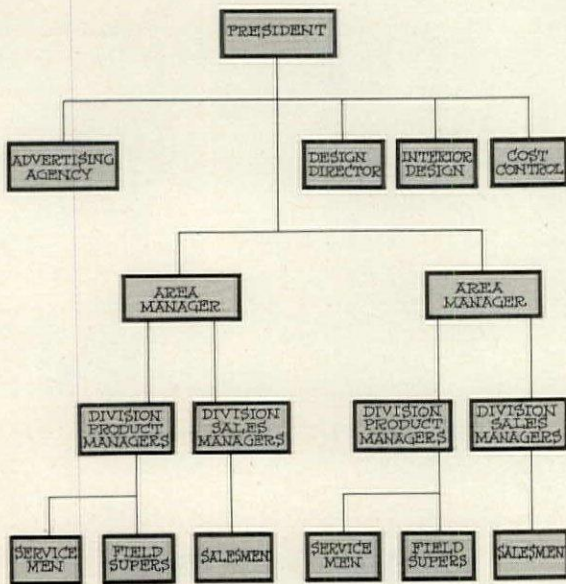 PRESIDENT
ADVERTISING
AGENCY
DESIGN
DIRECTOR
INTERIOR
DESIGN
COST
CONTROL
AREA
MANAGER
AREA
MANAGER
DIVISION
PRODUCT
MANAGERS
DIVISION
SALES
MANAGERS
DIVISION
PRODUCT
MANAGERS
DIVISION
SALES
MANAGERS
SERVICE
MEN
FIELD
SUPERS
SALESMEN
SERVICE
MEN
FIELD
SUPERS
SALESMEN